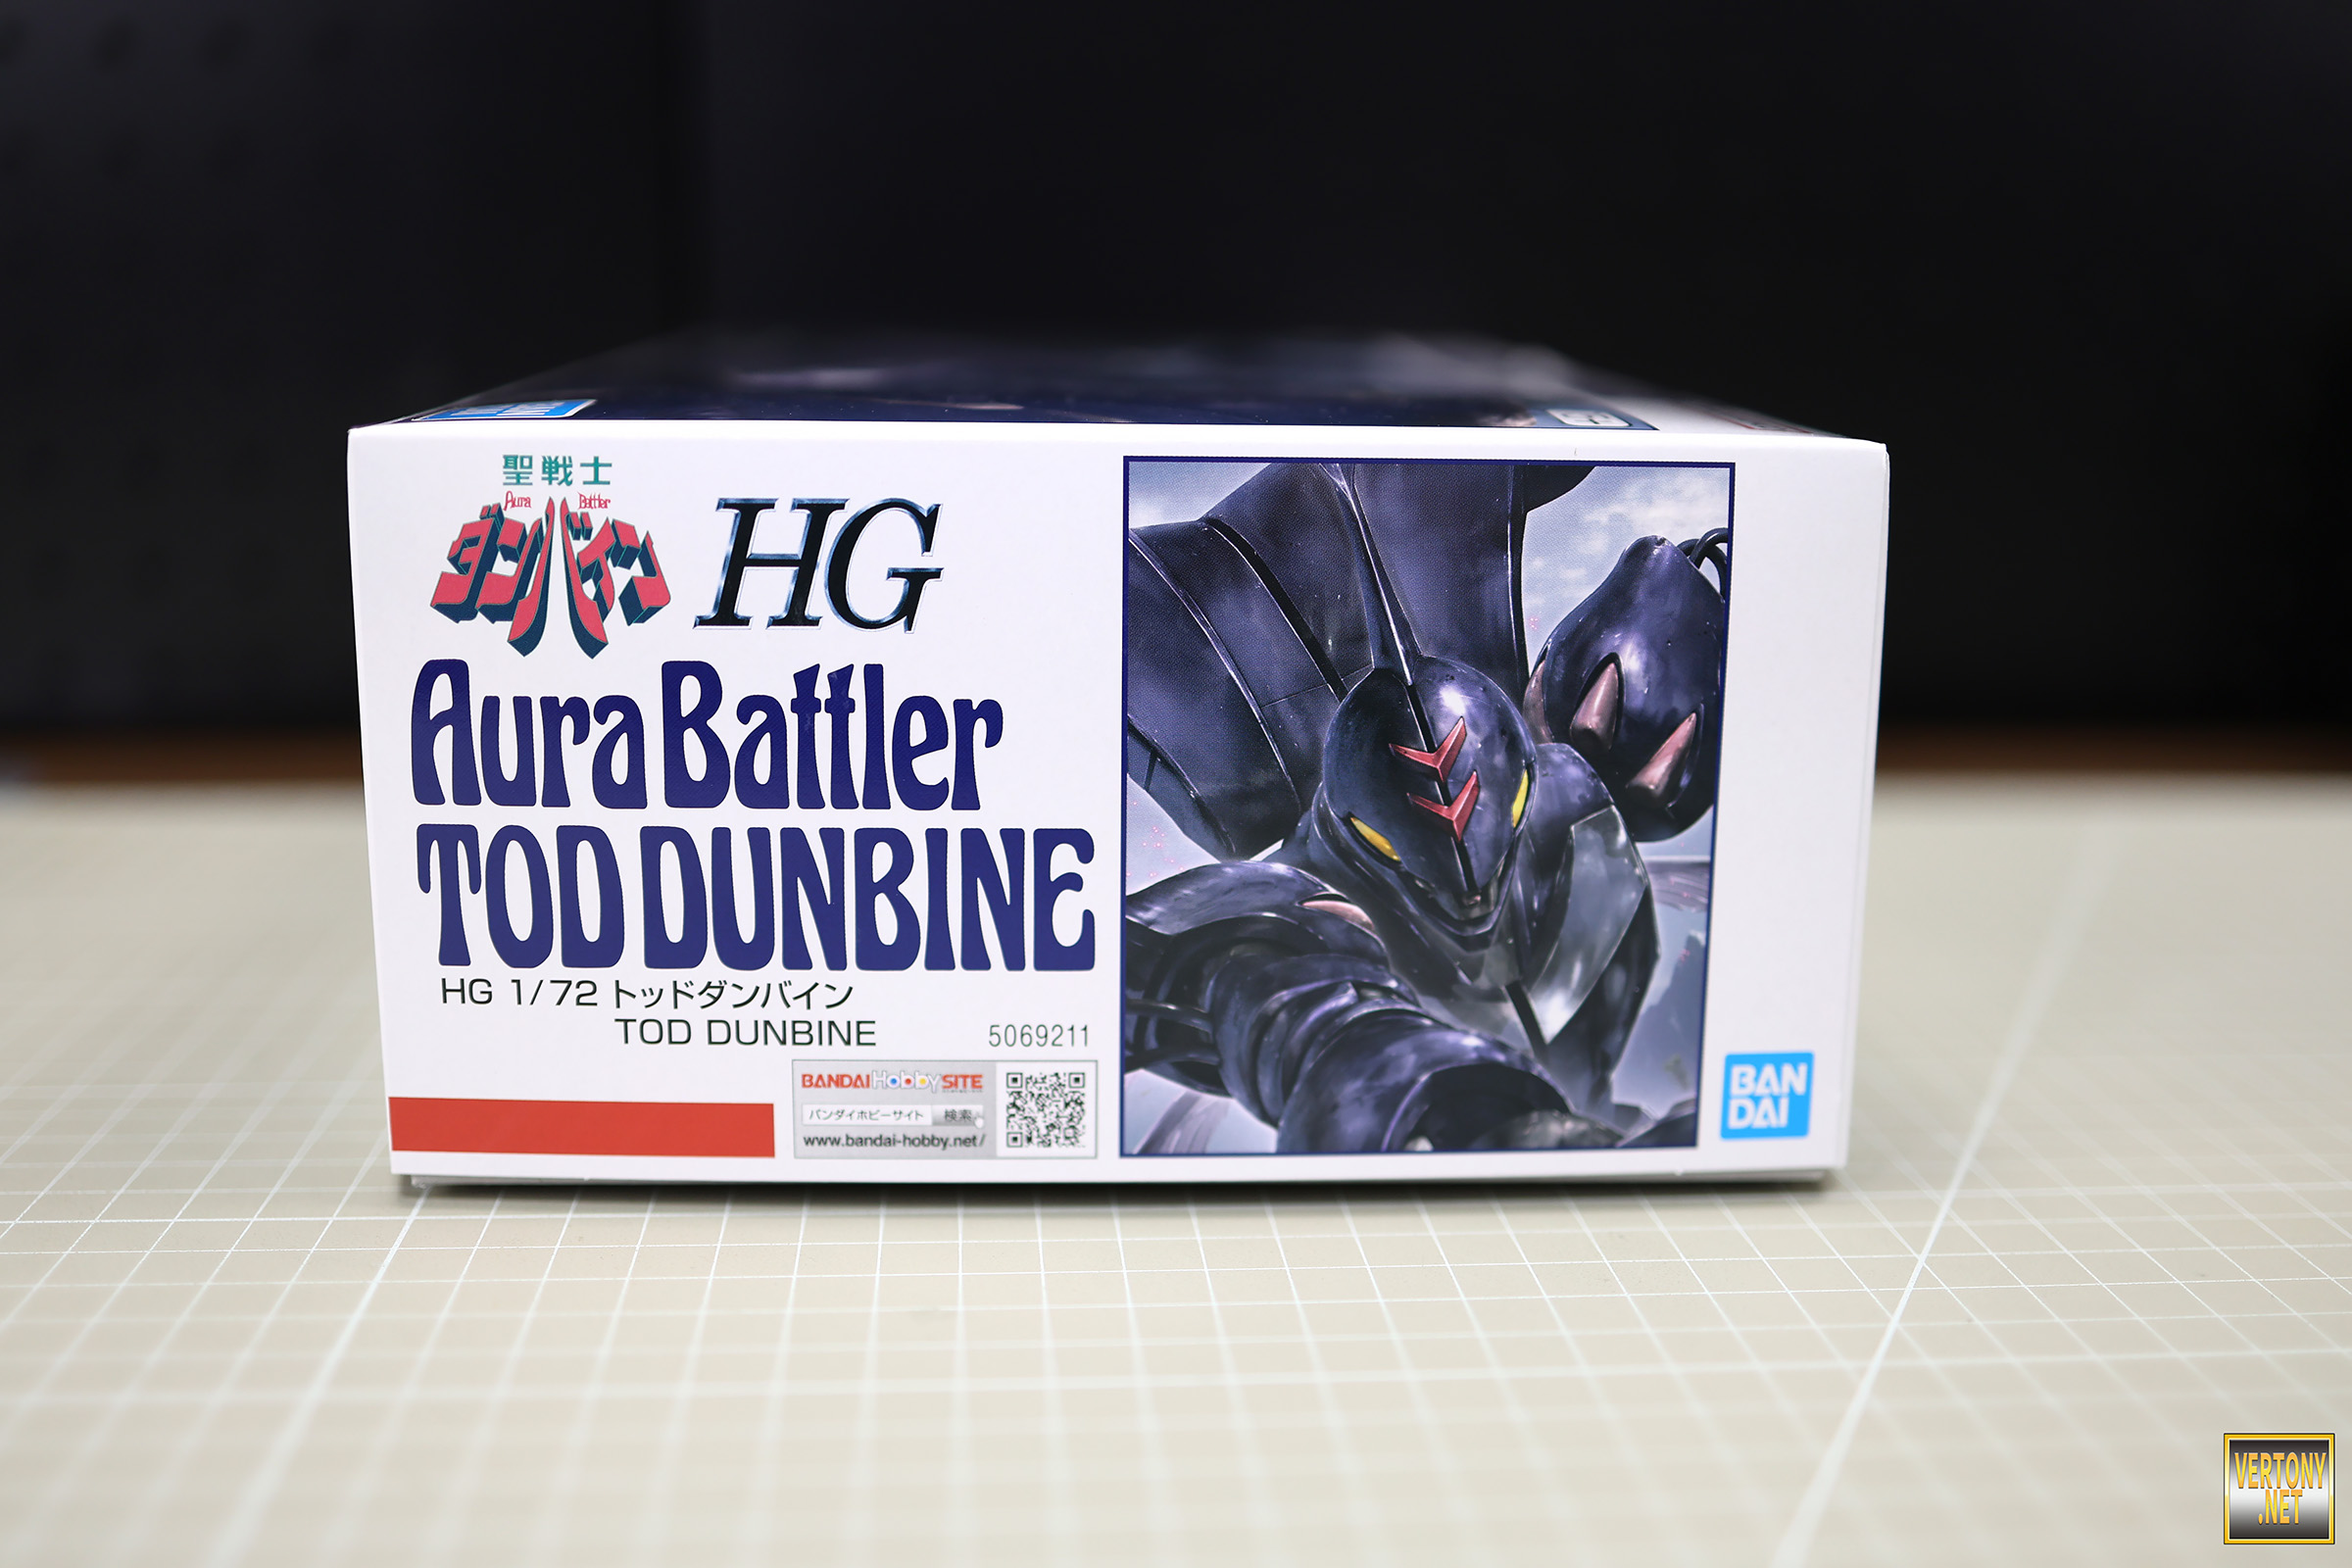 聖戦士
Aura Battler
ダンバイン
HG
Aura Battler
TOD DUNBINE
HG 1/72 トッドダンバイン
TOD DUNBINE
5069211
BANDAI Hobby SITE
バンダイホビーサイト 検索
www.bandai-hobby.net/
BAN
DAI
VERTONY
.NET